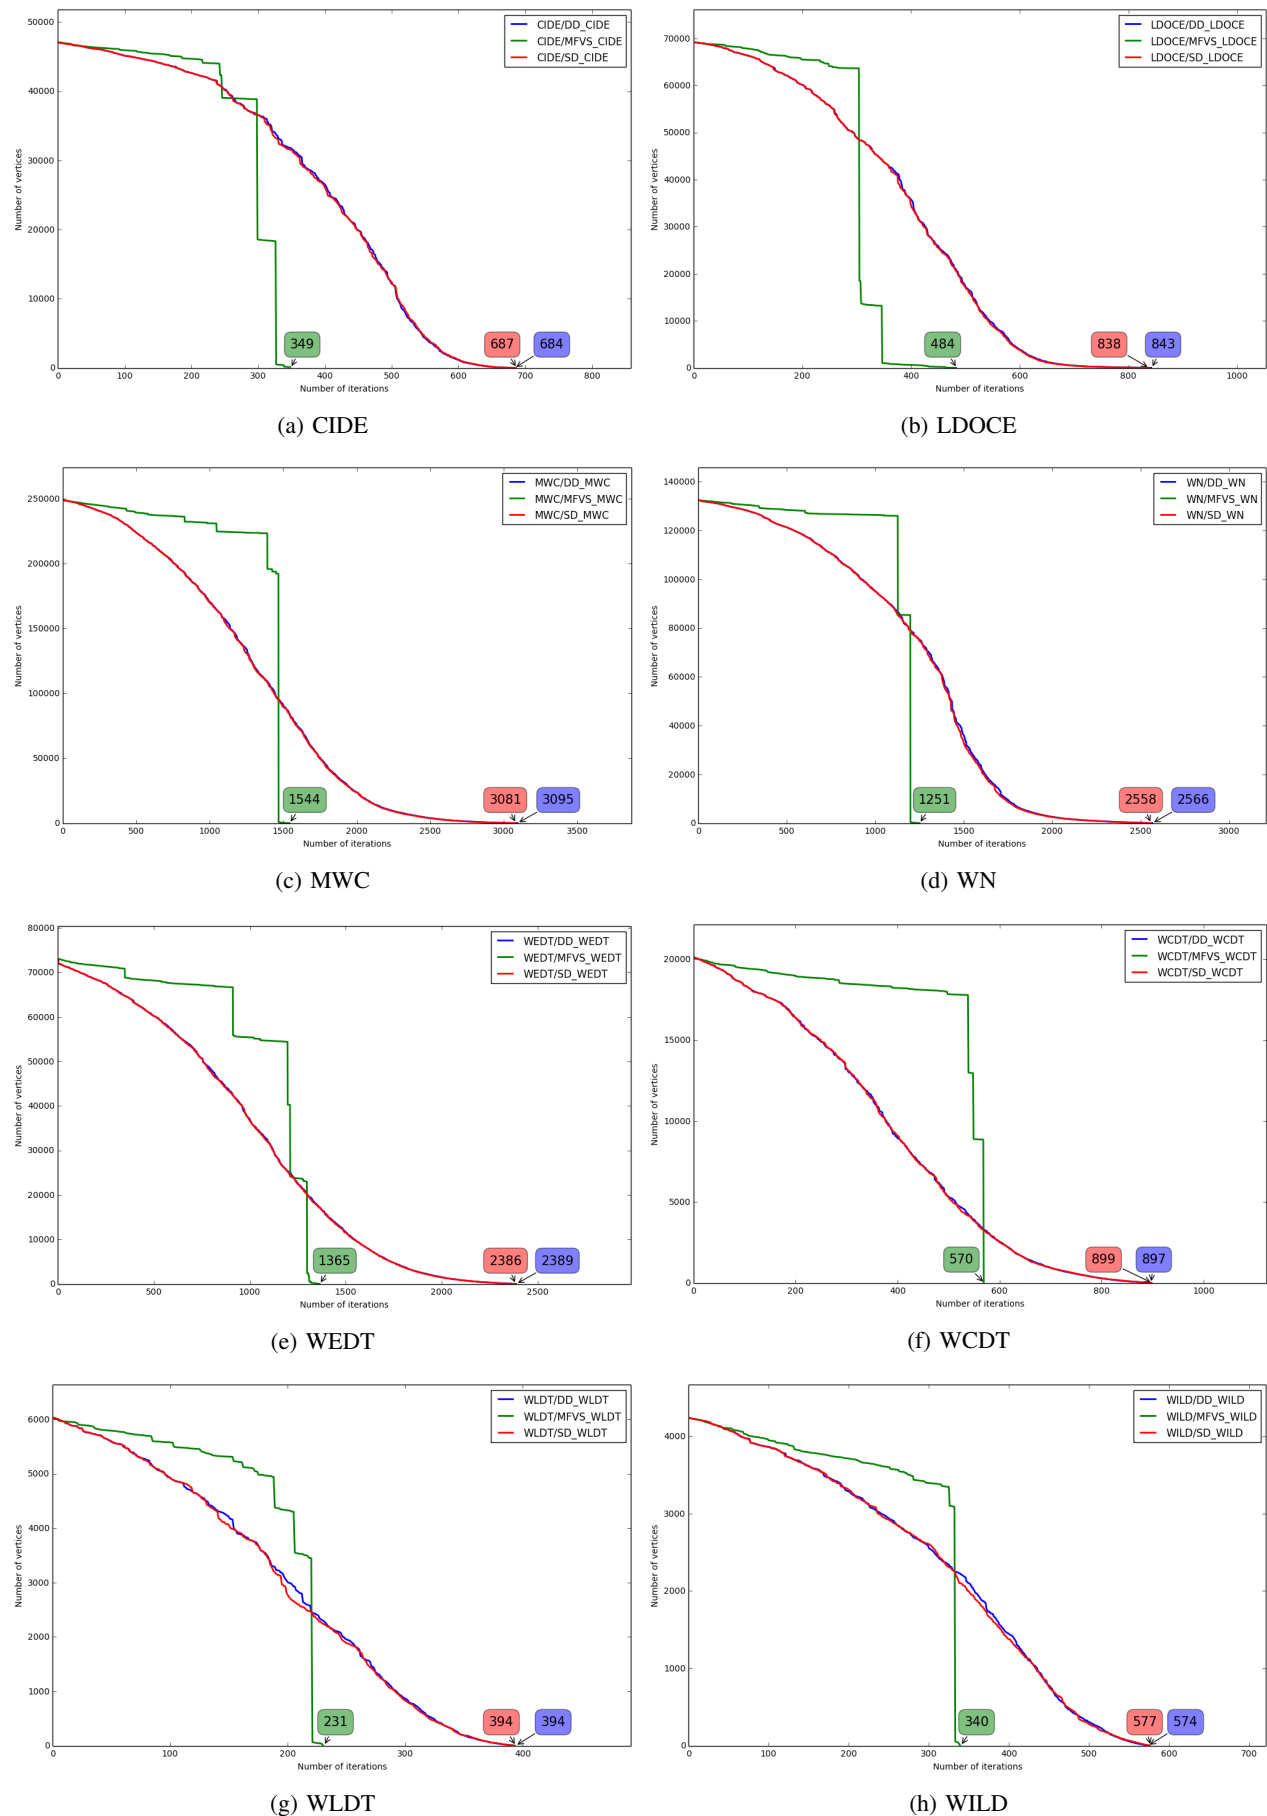 50000
40000
30000
20000
10000
0
Number of vertices
CIDE/DD_CIDE
CIDE/MFVS_CIDE
CIDE/SD_CIDE
349
687
684
0 100 200 300 400 500 600 700 800
Number of iterations
(a) CIDE
70000
60000
50000
40000
30000
20000
10000
0
Number of vertices
LDOCE/DD_LDOCE
LDOCE/MFVS_LDOCE
LDOCE/SD_LDOCE
484
838
843
0 200 400 600 800 1000
Number of iterations
(b) LDOCE
250000
200000
150000
100000
50000
0
Number of vertices
MWC/DD_MWC
MWC/MFVS_MWC
MWC/SD_MWC
1544
3081
3095
0 500 1000 1500 2000 2500 3000 3500
Number of iterations
(c) MWC
140000
120000
100000
80000
60000
40000
20000
0
Number of vertices
WN/DD_WN
WN/MFVS_WN
WN/SD_WN
1251
2558
2566
0 500 1000 1500 2000 2500 3000
Number of iterations
(d) WN
80000
70000
60000
50000
40000
30000
20000
10000
0
Number of vertices
WEDT/DD_WEDT
WEDT/MFVS_WEDT
WEDT/SD_WEDT
1365
2386
2389
0 500 1000 1500 2000 2500
Number of iterations
(e) WEDT
20000
15000
10000
5000
0
Number of vertices
WCDT/DD_WCDT
WCDT/MFVS_WCDT
WCDT/SD_WCDT
570
899
897
0 200 400 600 800 1000
Number of iterations
(f) WCDT
6000
5000
4000
3000
2000
1000
0
Number of vertices
WLDT/DD_WLDT
WLDT/MFVS_WLDT
WLDT/SD_WLDT
231
394
394
0 100 200 300 400
Number of iterations
(g) WLDT
4000
3000
2000
1000
0
Number of vertices
WILD/DD_WILD
WILD/MFVS_WILD
WILD/SD_WILD
340
577
574
0 100 200 300 400 500 600 700
Number of iterations
(h) WILD